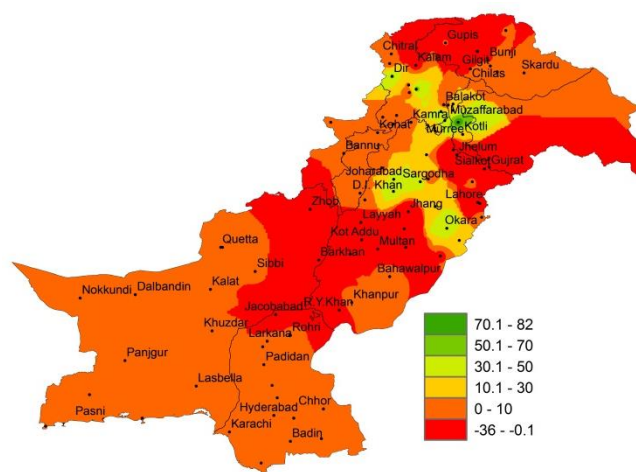 Gupis
Chitral
Kalam
Bunji
Gilgit
Skardu
Dir
Chilas
Balakot
Muzaffarabad
Kamra
Kohat
Murree
Kotli
Bannu
Jhelum
Sialkot
Gujrat
Joharabad
Sargodha
D.I. Khan
Lahore
Zhob
Jhang
Layyah
Okara
Quetta
Kot Addu
Multan
Barkhan
Sibbi
Bahawalpur
Kalat
Nokkundi
Dalbandin
R.Y.Khan
Khanpur
Jacobabad
Khuzdar
Rohri
Larkana
Panjgur
Padidan
Lasbella
Pasni
Hyderabad
Chhor
Karachi
Badin
70.1 - 82
50.1 - 70
30.1 - 50
10.1 - 30
0 - 10
-36 - -0.1